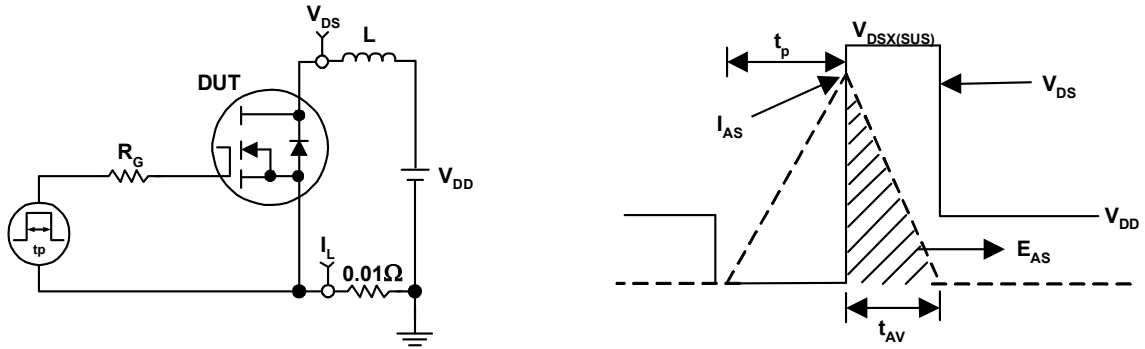 V_DS
L
DUT
R_G
tp
V_DD
I_L
0.01Ω
V_DSX(SUS)
t_p
V_DS
I_AS
V_DD
E_AS
t_AV